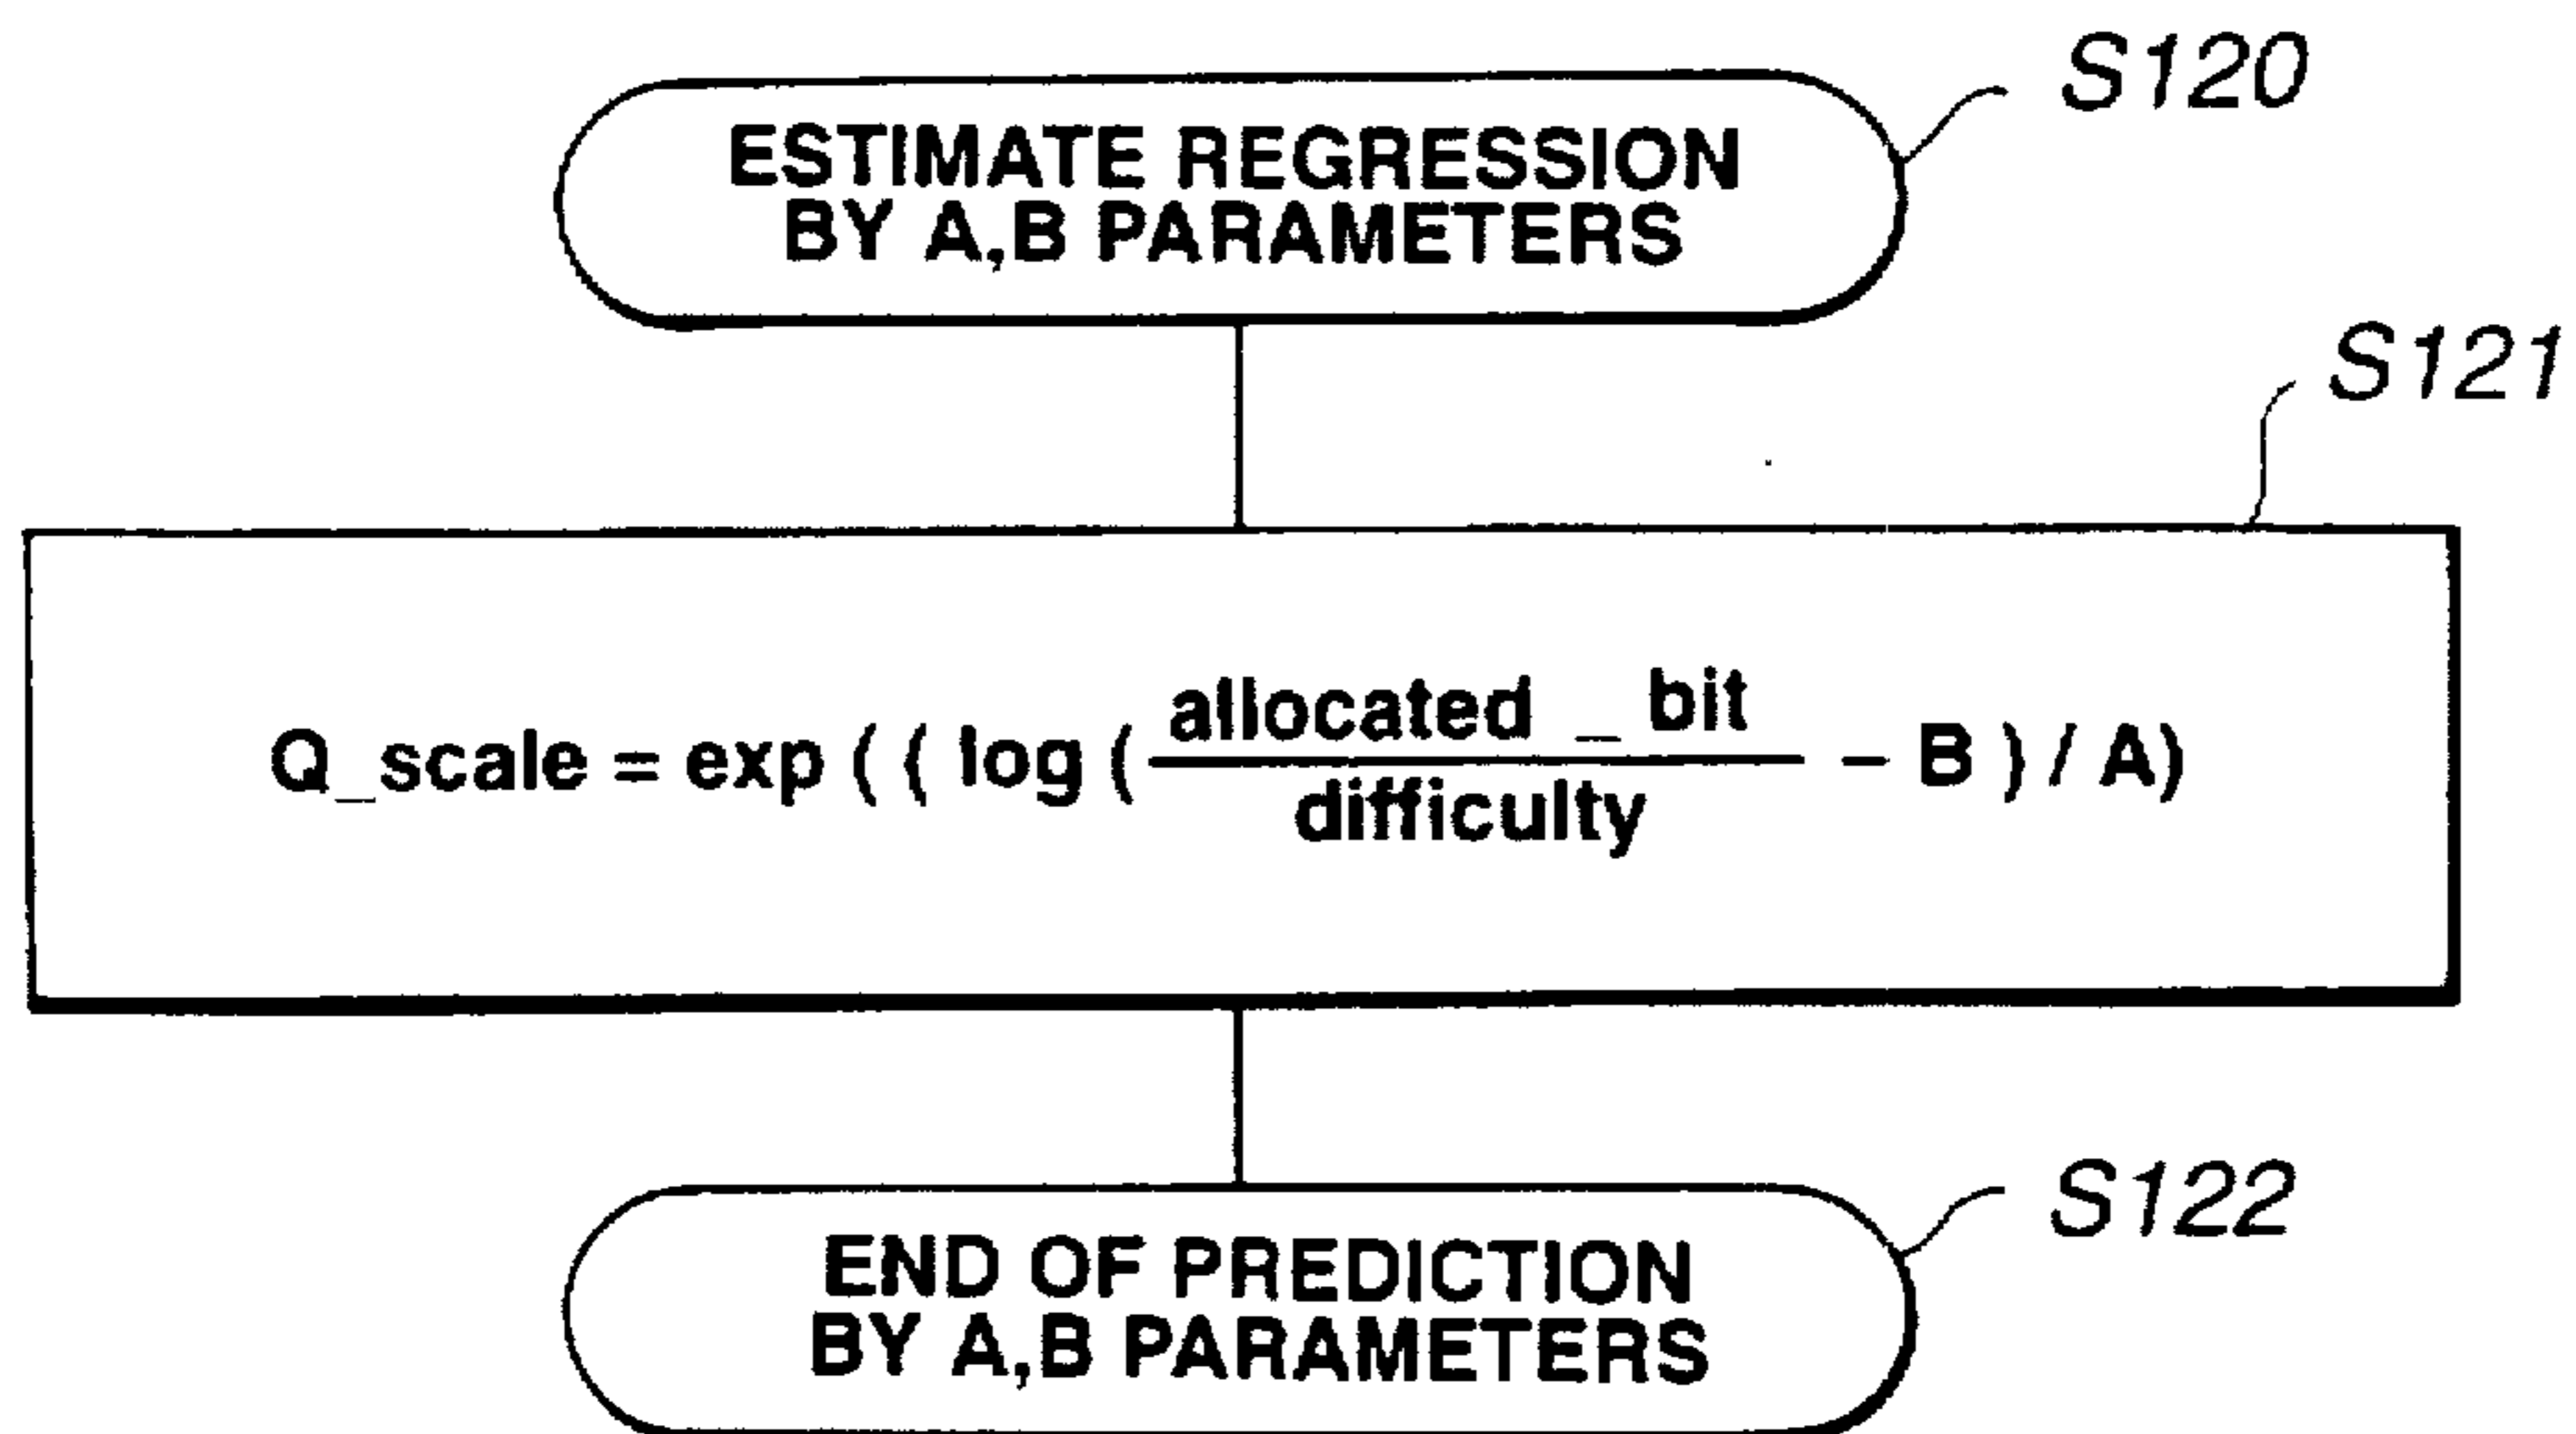 S120
ESTIMATE REGRESSION
BY A,B PARAMETERS
S121
Q_scale = exp ( ( log ( allocated _ bit / difficulty - B ) / A)
S122
END OF PREDICTION
BY A,B PARAMETERS